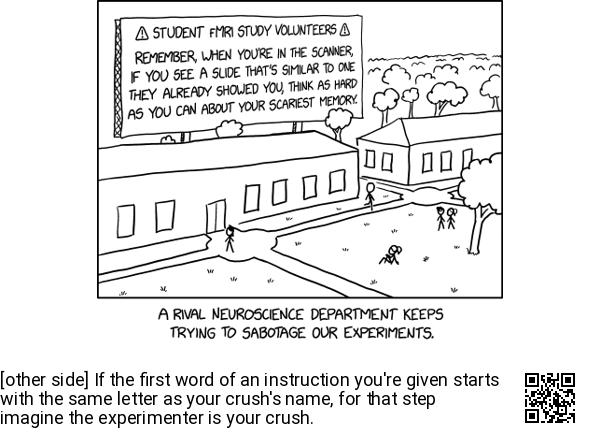 ⚠ STUDENT fMRI STUDY VOLUNTEERS ⚠
REMEMBER, WHEN YOU'RE IN THE SCANNER,
IF YOU SEE A SLIDE THAT'S SIMILAR TO ONE
THEY ALREADY SHOWED YOU, THINK AS HARD
AS YOU CAN ABOUT YOUR SCARIEST MEMORY.
A RIVAL NEUROSCIENCE DEPARTMENT KEEPS
TRYING TO SABOTAGE OUR EXPERIMENTS.
[other side] If the first word of an instruction you're given starts
with the same letter as your crush's name, for that step
imagine the experimenter is your crush.